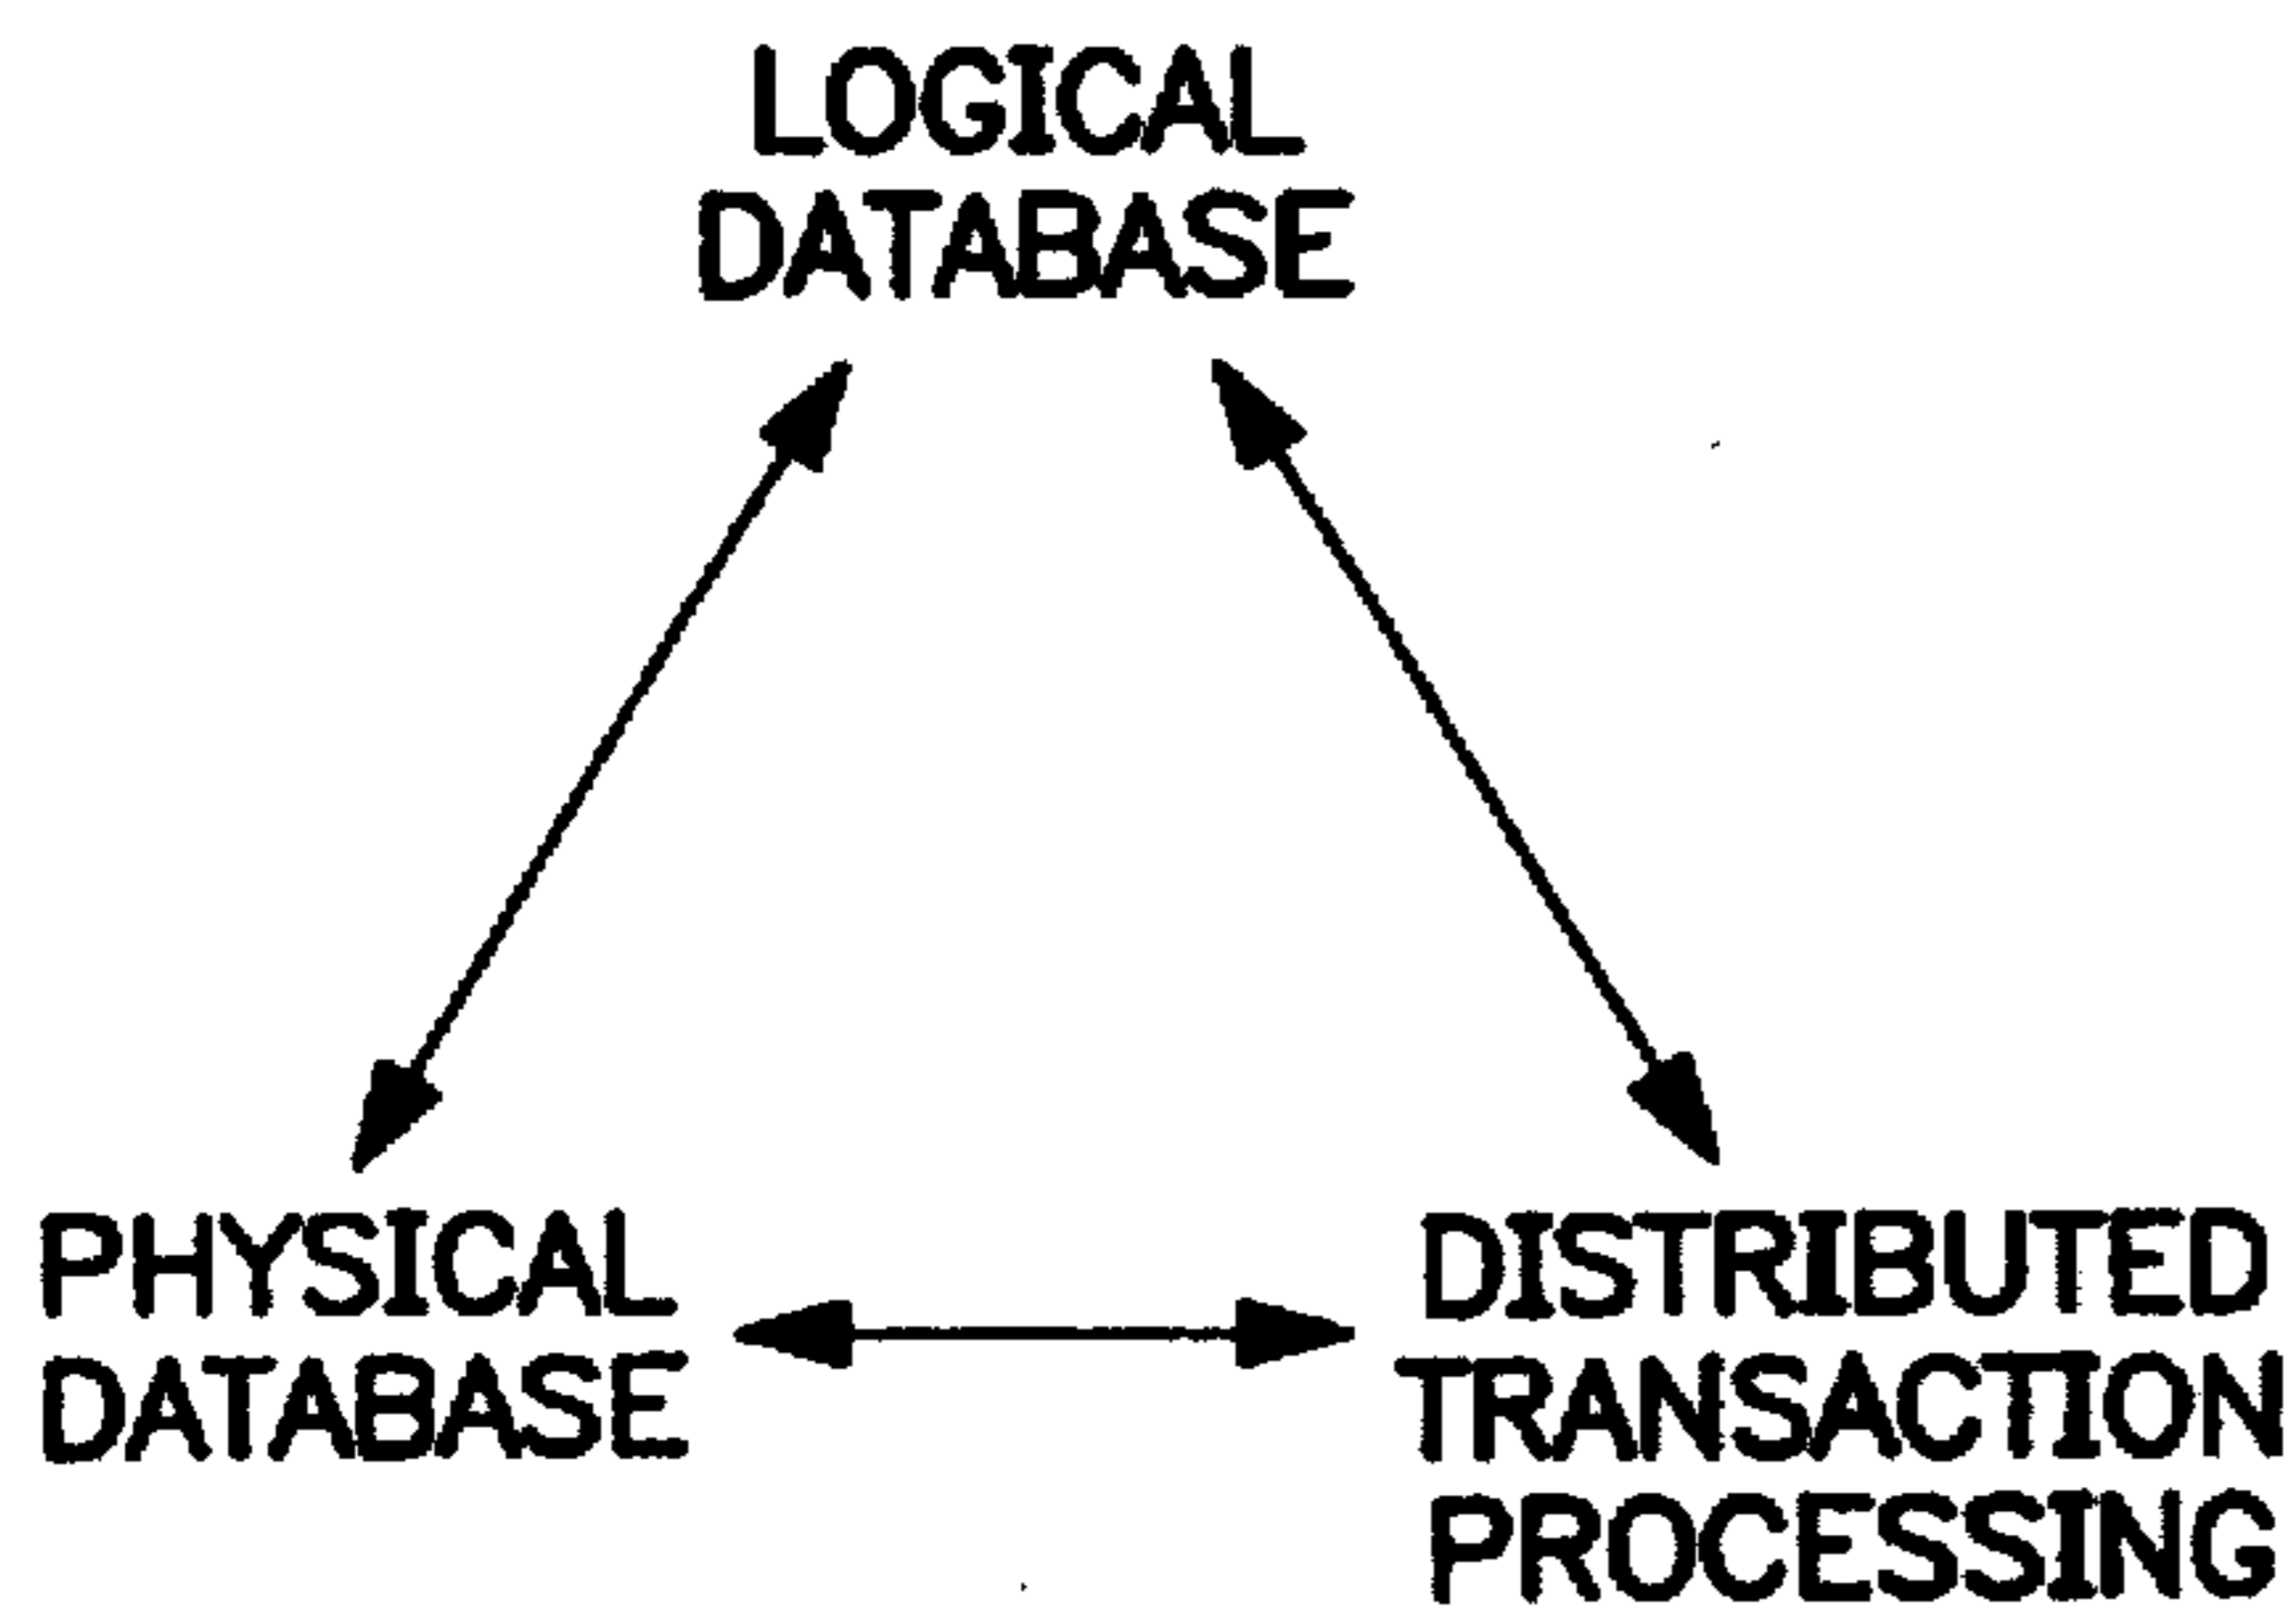 LOGICAL
DATABASE
PHYSICAL
DATABASE
DISTRIBUTED
TRANSACTION
PROCESSING